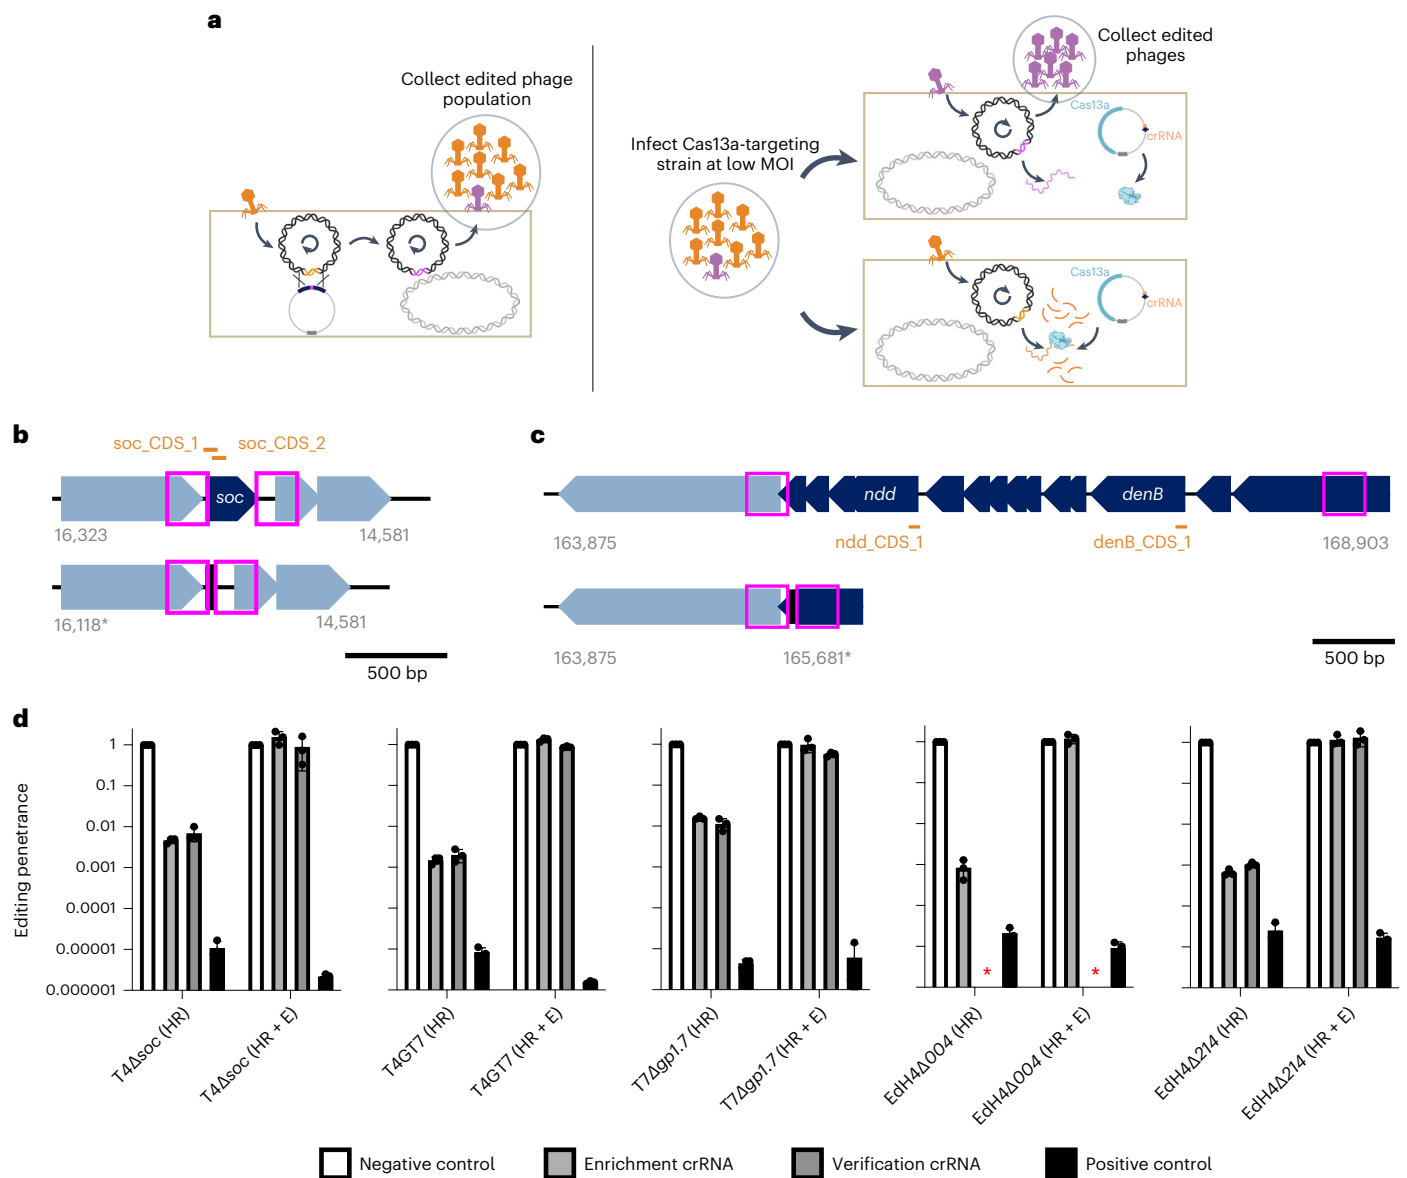 a
Collect edited phage
population
Infect Cas13a-targeting
strain at low MOI
Collect edited
phages
Cas13a
crRNA
Cas13a
crRNA
b
soc_CDS_1
soc_CDS_2
soc
16,323
14,581
16,118*
14,581
500 bp
c
ndd
denB
163,875
ndd_CDS_1
denB_CDS_1
168,903
163,875
165,681*
500 bp
d
Editing penetrance
1
0.1
0.01
0.001
0.0001
0.00001
0.000001
*
*
T4Δsoc (HR)
T4Δsoc (HR + E)
T4GT7 (HR)
T4GT7 (HR + E)
T7Δgp1.7 (HR)
T7Δgp1.7 (HR + E)
EdH4Δ004 (HR)
EdH4Δ004 (HR + E)
EdH4Δ214 (HR)
EdH4Δ214 (HR + E)
Negative control
Enrichment crRNA
Verification crRNA
Positive control